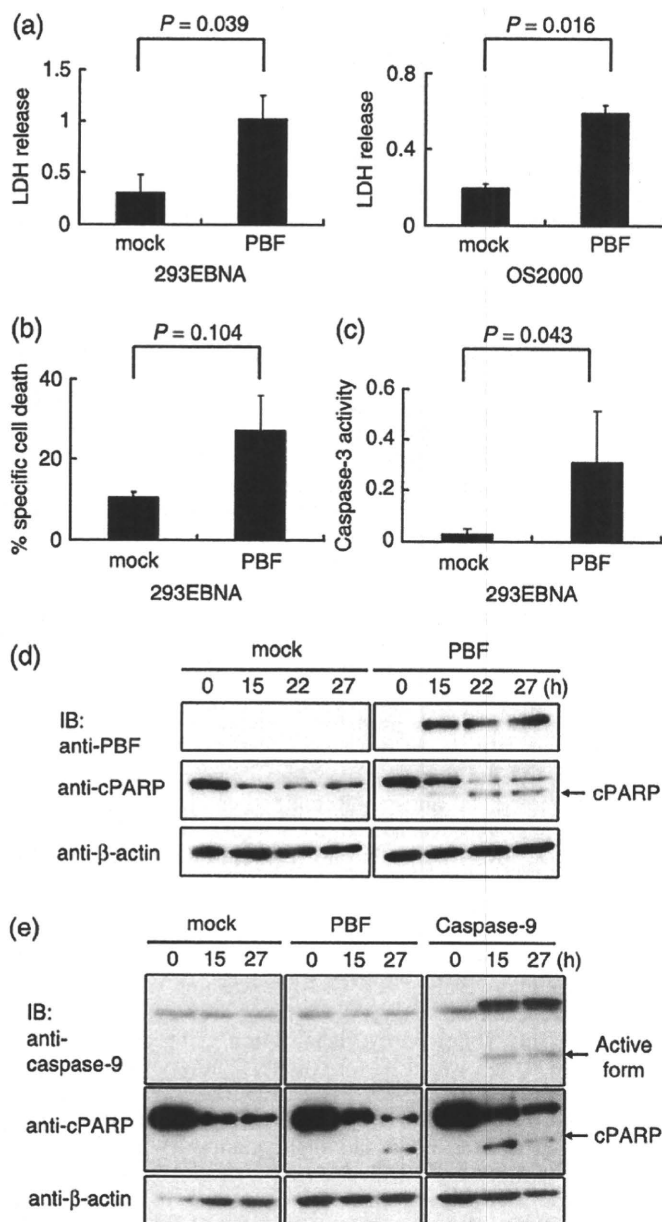 (a)
P = 0.039
LDH release
1
0.5
0
mock PBF
293EBNA
P = 0.016
LDH release
0.8
0.4
0
mock PBF
OS2000
(b)
P = 0.104
% specific cell death
40
20
0
mock PBF
293EBNA
(c)
P = 0.043
Caspase-3 activity
0.6
0.4
0.2
0
mock PBF
293EBNA
(d)
mock PBF
0 15 22 27 0 15 22 27 (h)
IB:
anti-PBF
anti-cPARP
cPARP
anti-β-actin
(e)
mock PBF Caspase-9
0 15 27 0 15 27 0 15 27 (h)
IB:
anti-
caspase-9
Active
form
anti-cPARP
cPARP
anti-β-actin